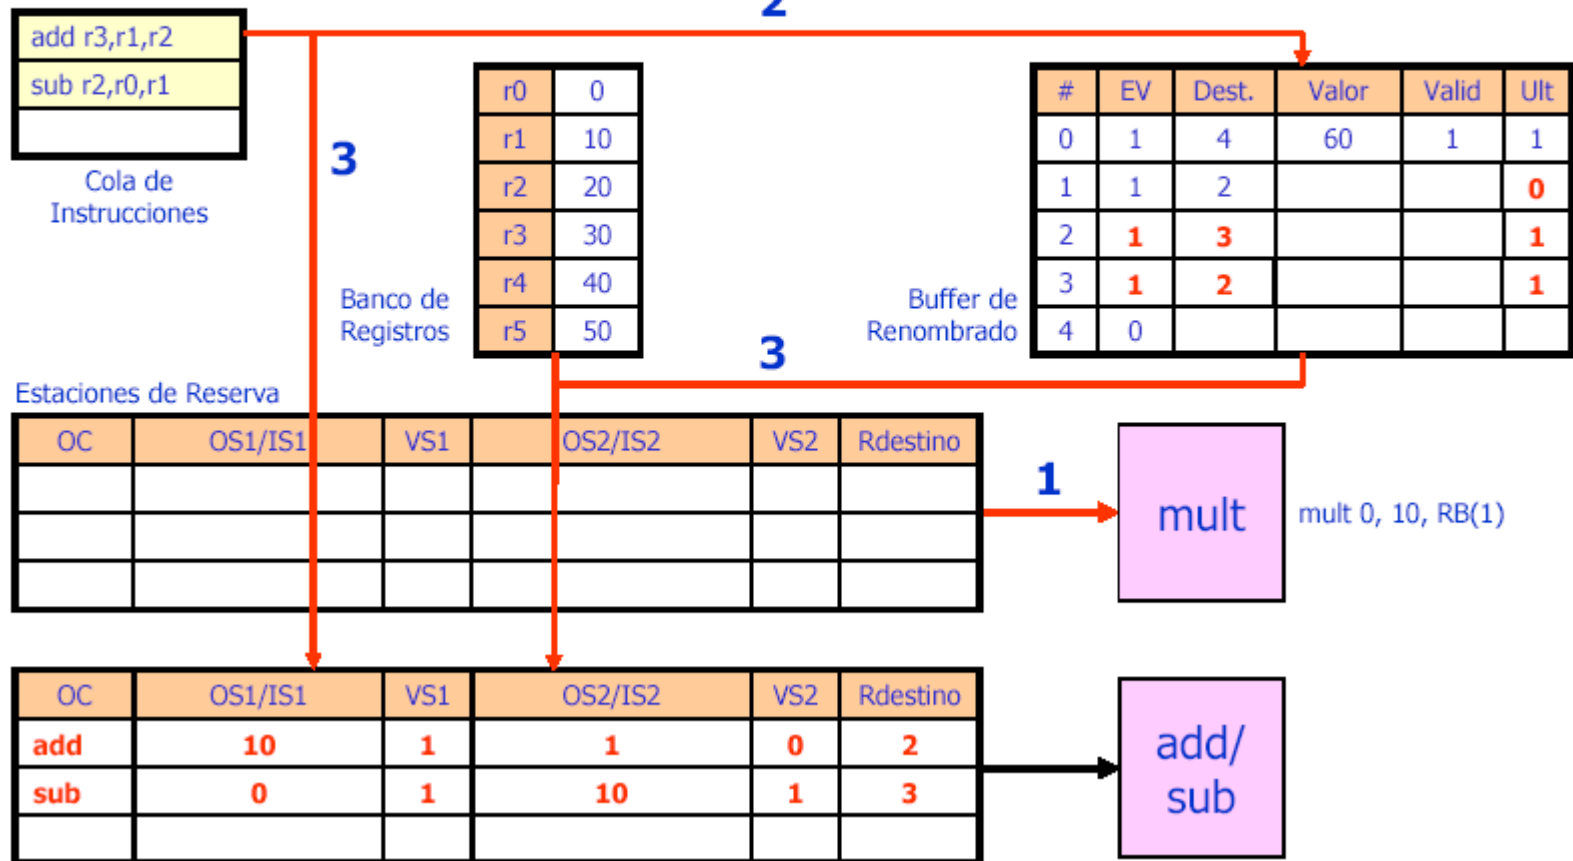 2
add r3,r1,r2
sub r2,r0,r1
Cola de
Instrucciones
3
r0 0
r1 10
r2 20
r3 30
r4 40
r5 50
Banco de
Registros
# EV Dest. Valor Valid Ult
0 1 4 60 1 1
1 1 2 0
2 1 3 1
3 1 2 1
4 0
Buffer de
Renombrado
3
Estaciones de Reserva
OC OS1/IS1 VS1 OS2/IS2 VS2 Rdestino
1
mult
mult 0, 10, RB(1)
OC OS1/IS1 VS1 OS2/IS2 VS2 Rdestino
add 10 1 1 0 2
sub 0 1 10 1 3
add/
sub